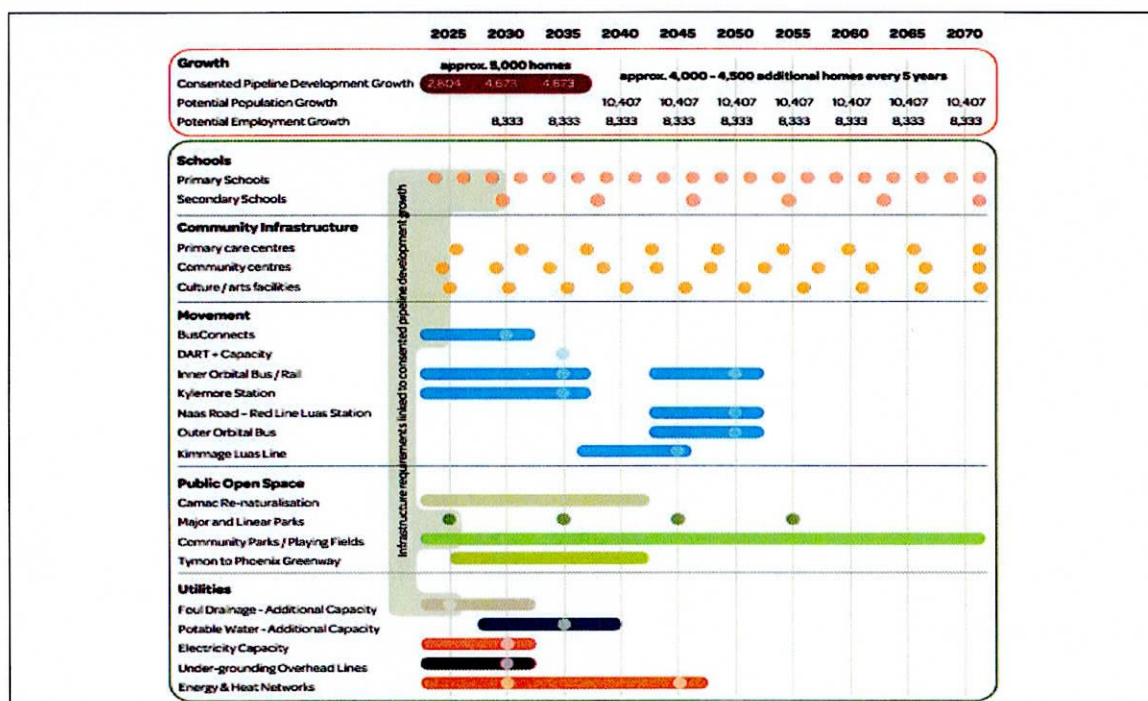 2025 2030 2035 2040 2045 2050 2055 2060 2065 2070
Growth
approx. 5,000 homes
approx. 4,000 - 4,500 additional homes every 5 years
Consented Pipeline Development Growth 2,804 4,673 4,673
Potential Population Growth 10,407 10,407 10,407 10,407 10,407 10,407 10,407
Potential Employment Growth 8,333 8,333 8,333 8,333 8,333 8,333 8,333 8,333 8,333
Infrastructure requirements linked to consented pipeline development growth
Schools
Primary Schools
Secondary Schools
Community Infrastructure
Primary care centres
Community centres
Culture / arts facilities
Movement
BusConnects
DART + Capacity
Inner Orbital Bus / Rail
Kylemore Station
Naas Road - Red Line Luas Station
Outer Orbital Bus
Kimmage Luas Line
Public Open Space
Camac Re-naturalisation
Major and Linear Parks
Community Parks / Playing Fields
Tymon to Phoenix Greenway
Utilities
Foul Drainage - Additional Capacity
Potable Water - Additional Capacity
Electricity Capacity
Under-grounding Overhead Lines
Energy & Heat Networks